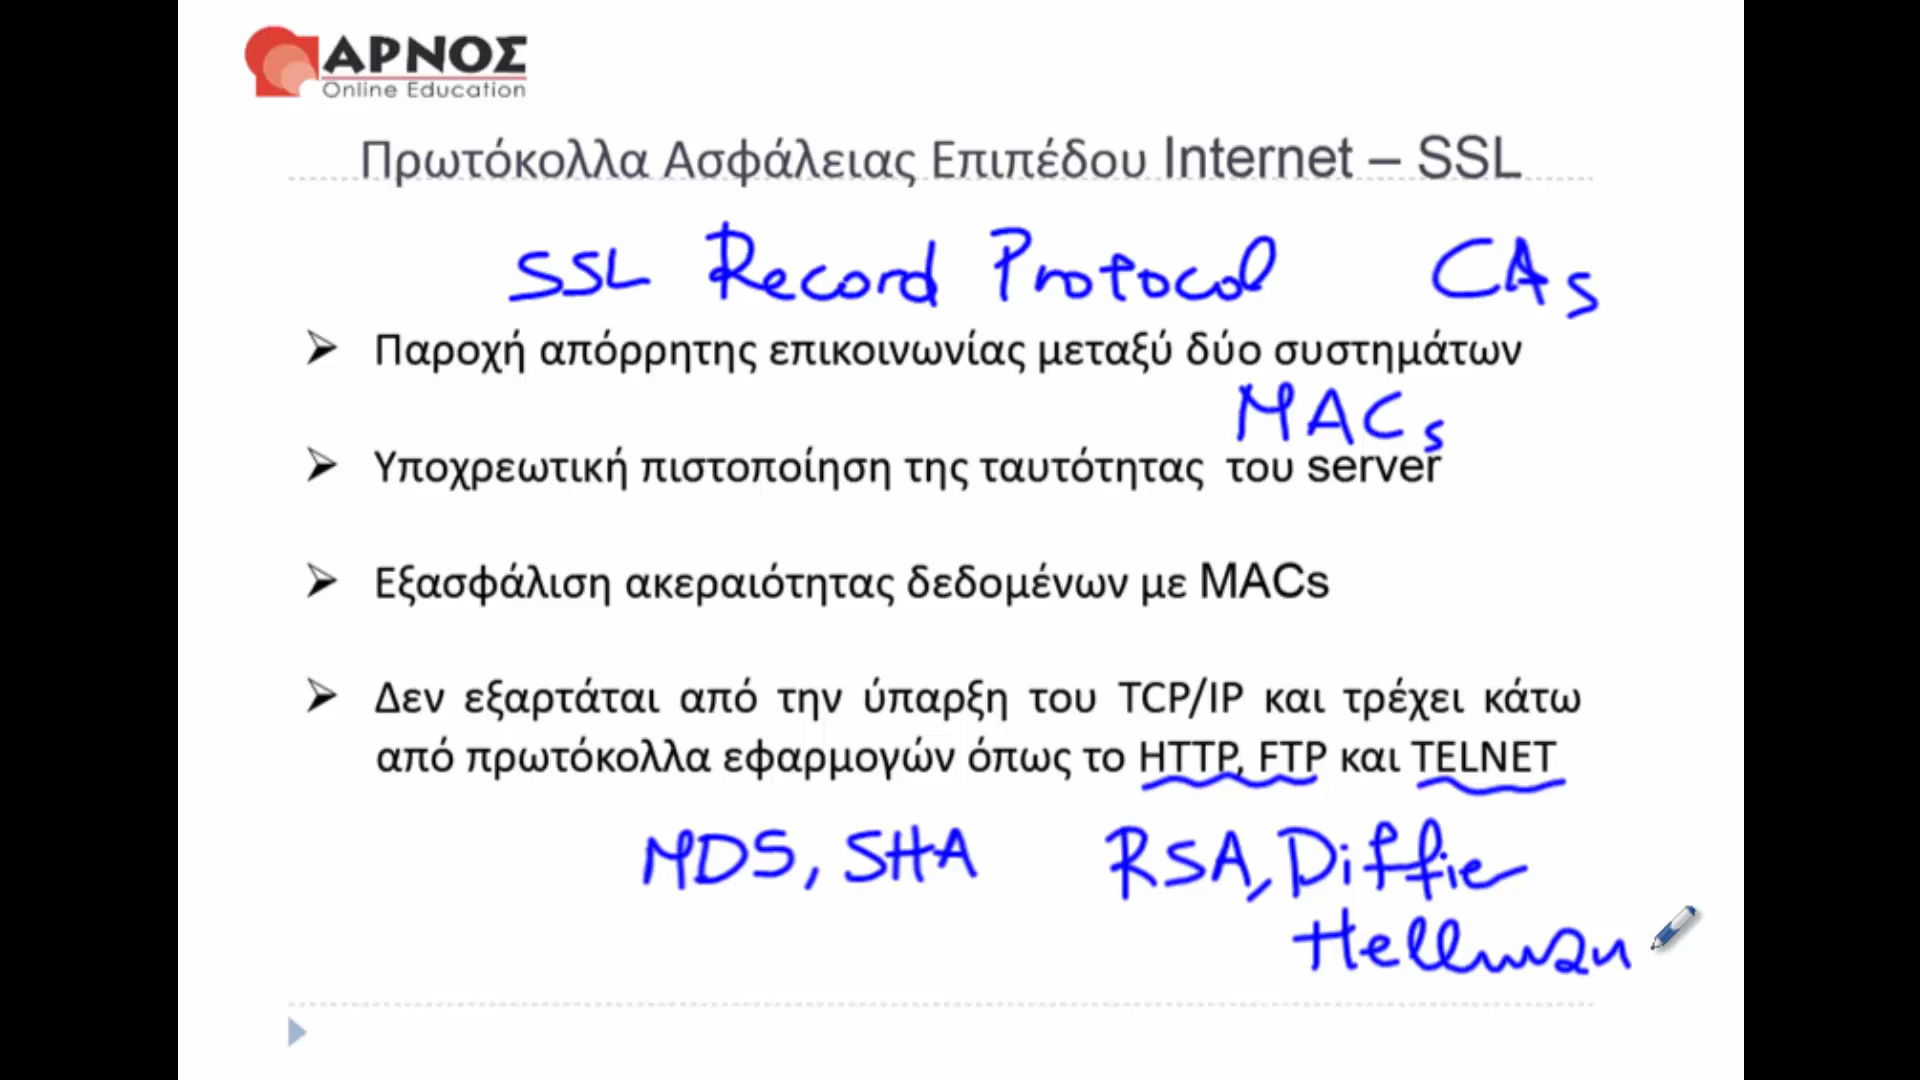 ΑΡΝΟΣ
Online Education
Πρωτόκολλα Ασφάλειας Επιπέδου Internet – SSL
SSL Record Protocol CAs
Παροχή απόρρητης επικοινωνίας μεταξύ δύο συστημάτων
MACs
Υποχρεωτική πιστοποίηση της ταυτότητας του server
Εξασφάλιση ακεραιότητας δεδομένων με MACs
Δεν εξαρτάται από την ύπαρξη του TCP/IP και τρέχει κάτω
από πρωτόκολλα εφαρμογών όπως το HTTP, FTP και TELNET
MD5, SHA RSA, Diffie
Hellman